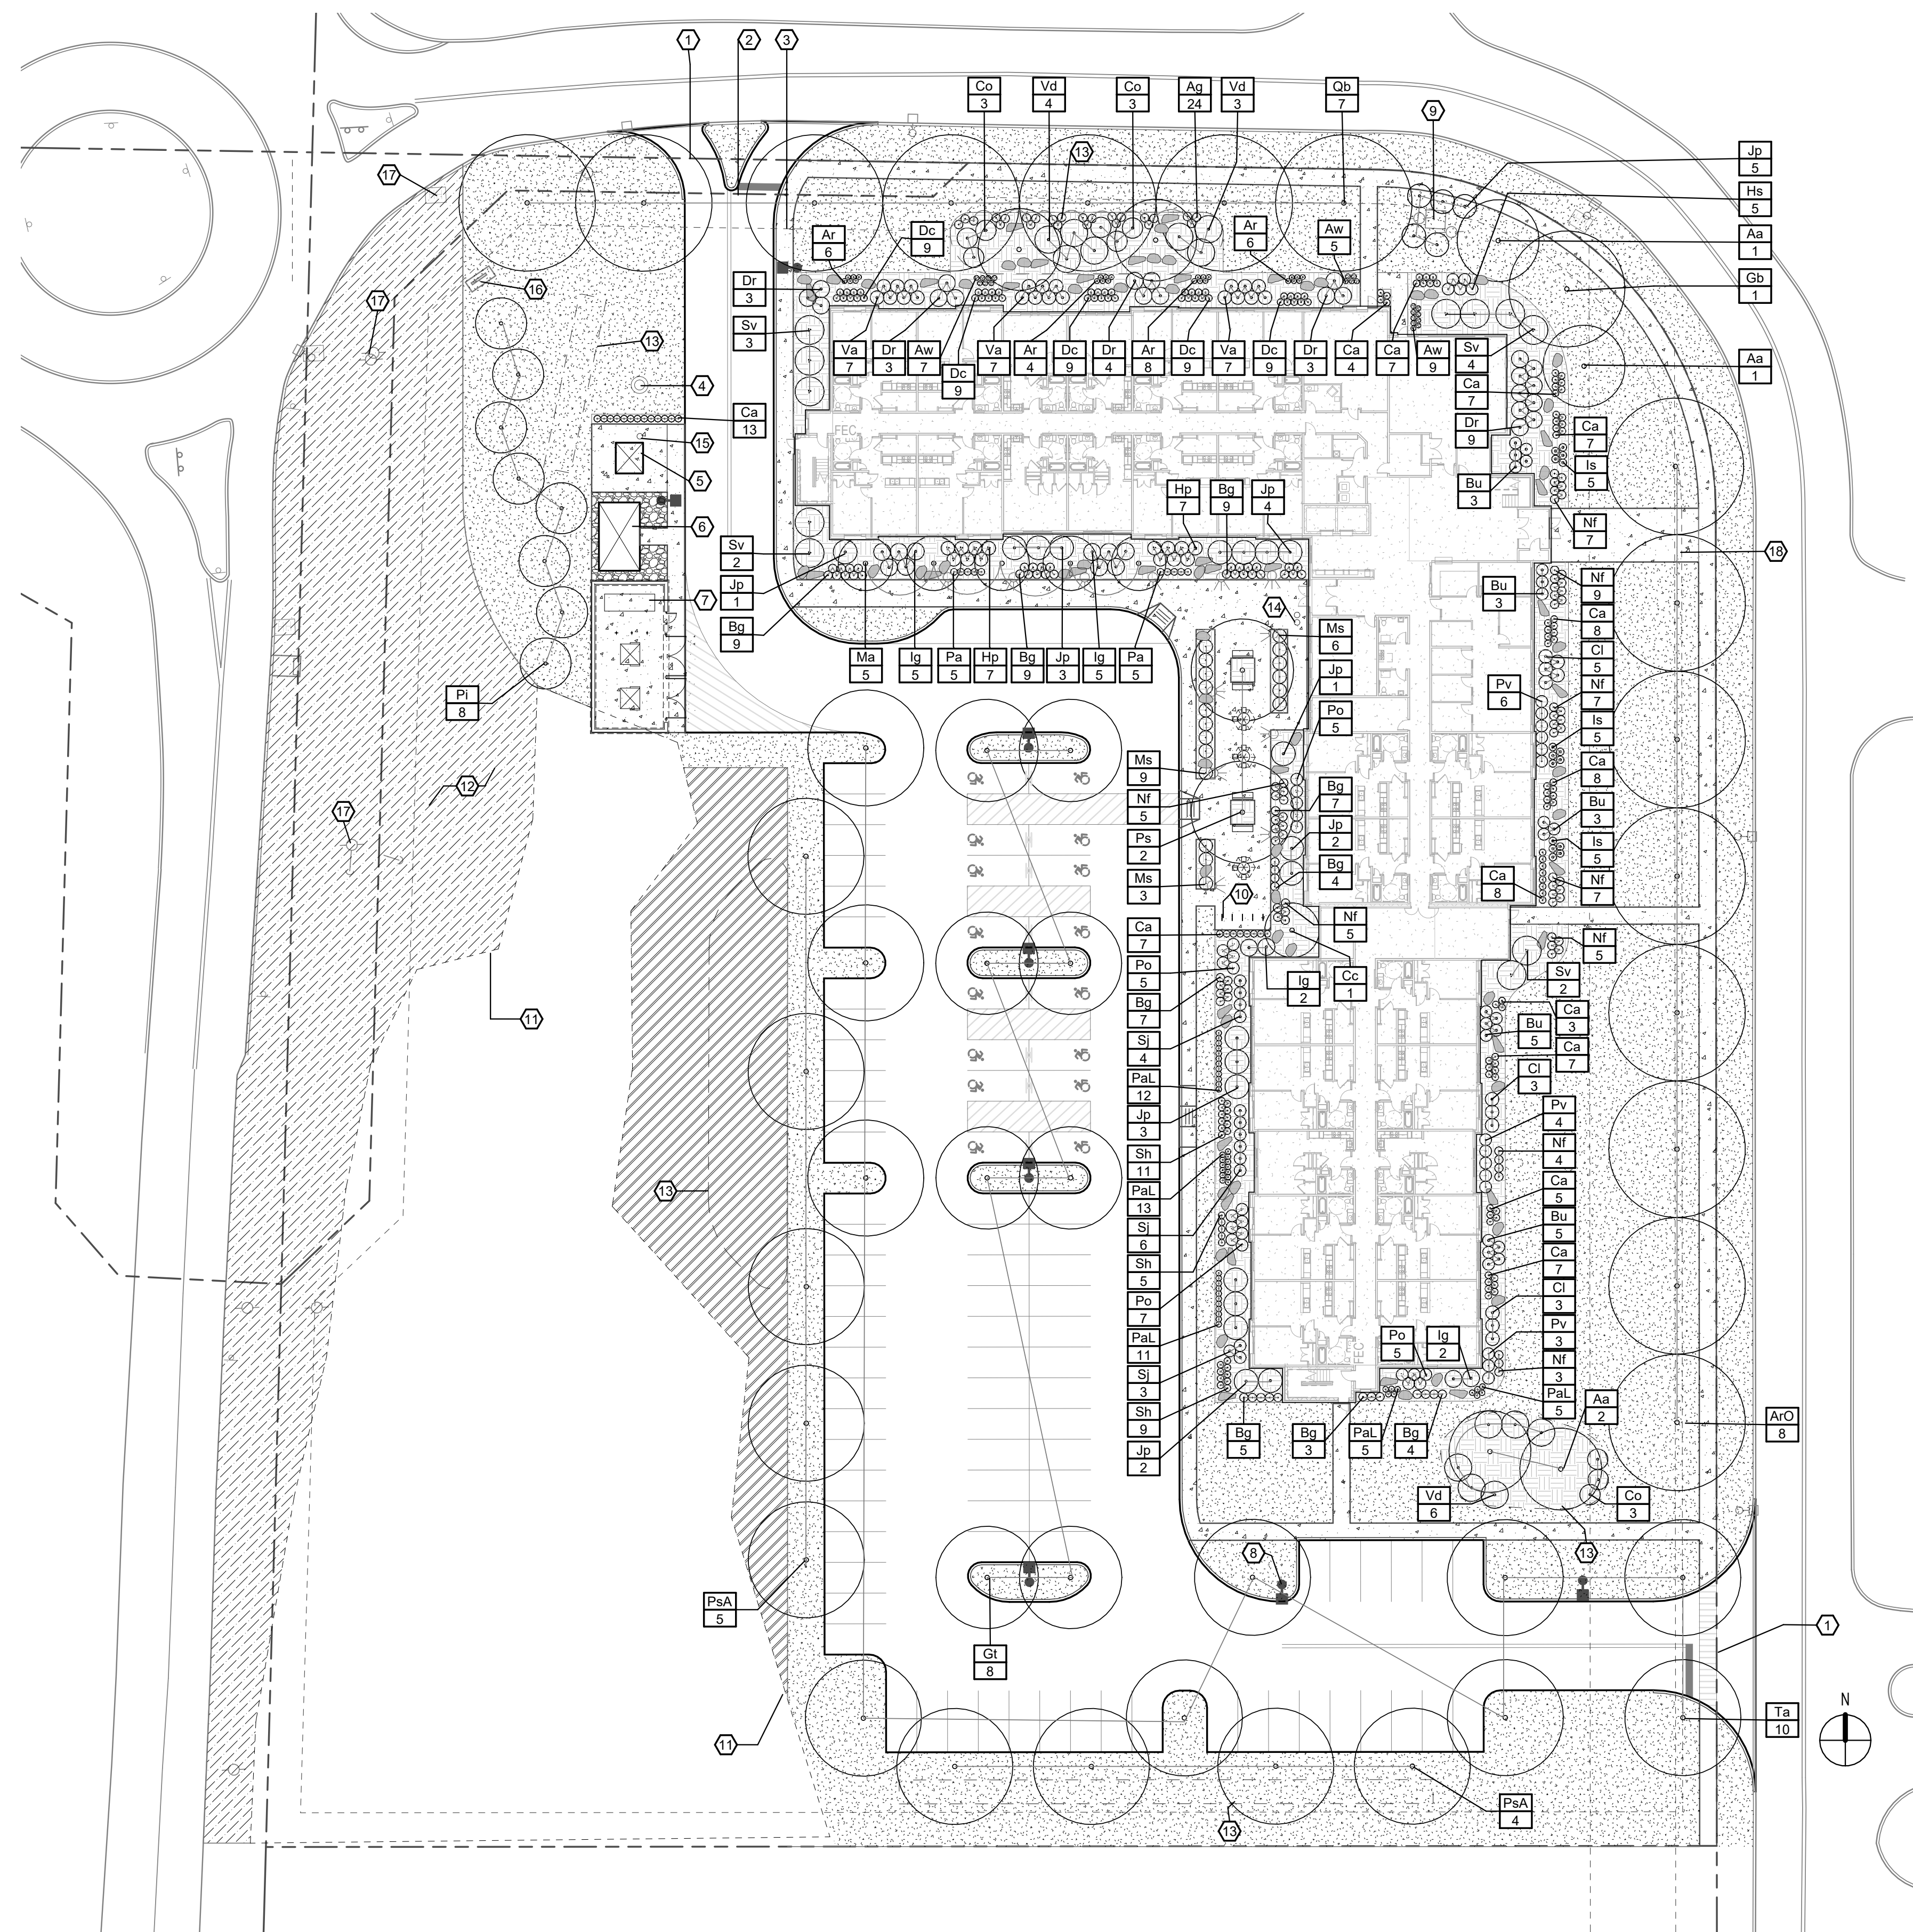 1
2
3
Co
3
Vd
4
Co
3
Ag
24
Vd
3
Qb
7
9
Jp
5
Hs
5
Aa
1
Gb
1
Aa
1
17
13
16
17
13
4
15
5
6
7
Ar
6
Dc
9
Ar
6
Aw
5
Dr
3
Sv
3
Va
7
Dr
3
Aw
7
Dc
9
Va
7
Ar
4
Dc
9
Dr
4
Ar
8
Dc
9
Va
7
Dc
9
Dr
3
Ca
4
Ca
7
Aw
9
Sv
4
Ca
7
Dr
9
Ca
13
FEC
Ca
7
Is
5
Bu
3
Nf
7
Hp
7
Bg
9
Jp
4
Sv
2
Jp
1
Bg
9
18
Bu
3
Nf
9
Ca
8
Cl
5
Nf
7
Pv
6
Is
5
Ca
8
Bu
3
Is
5
Nf
7
Ca
8
Ma
5
Ig
5
Pa
5
Hp
7
Bg
9
Jp
3
Ig
5
Pa
5
14
Ms
6
Jp
1
Po
5
Pi
8
12
17
Ms
9
Nf
5
Ps
2
Ms
3
Bg
7
Jp
2
Bg
4
10
Nf
5
Nf
5
Sv
2
Ca
7
Po
5
Bg
7
Sj
4
PaL
12
Jp
3
Sh
11
PaL
13
Sj
6
Sh
5
Po
7
PaL
11
Sj
3
Sh
9
Jp
2
Ig
2
Cc
1
Ca
3
Bu
5
Ca
7
Cl
3
Pv
4
Nf
4
Ca
5
Bu
5
Ca
7
Cl
3
Pv
3
Nf
3
PaL
5
11
13
FEC
Po
5
Ig
2
Aa
2
ArO
8
Bg
5
Bg
3
PaL
5
Bg
4
Vd
6
Co
3
8
13
PsA
5
Gt
8
1
N
Ta
10
11
PsA
4
13